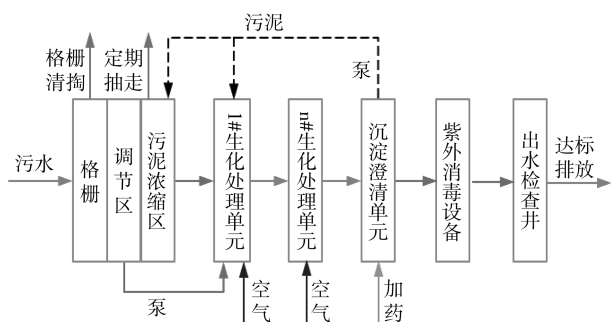 污泥
格栅
清掏
定期
抽走
泵
污水
格栅
调节区
污泥浓缩区
1#生化处理单元
n#生化处理单元
沉淀澄清单元
紫外消毒设备
出水检查井
达标
排放
泵
空气
空气
加药